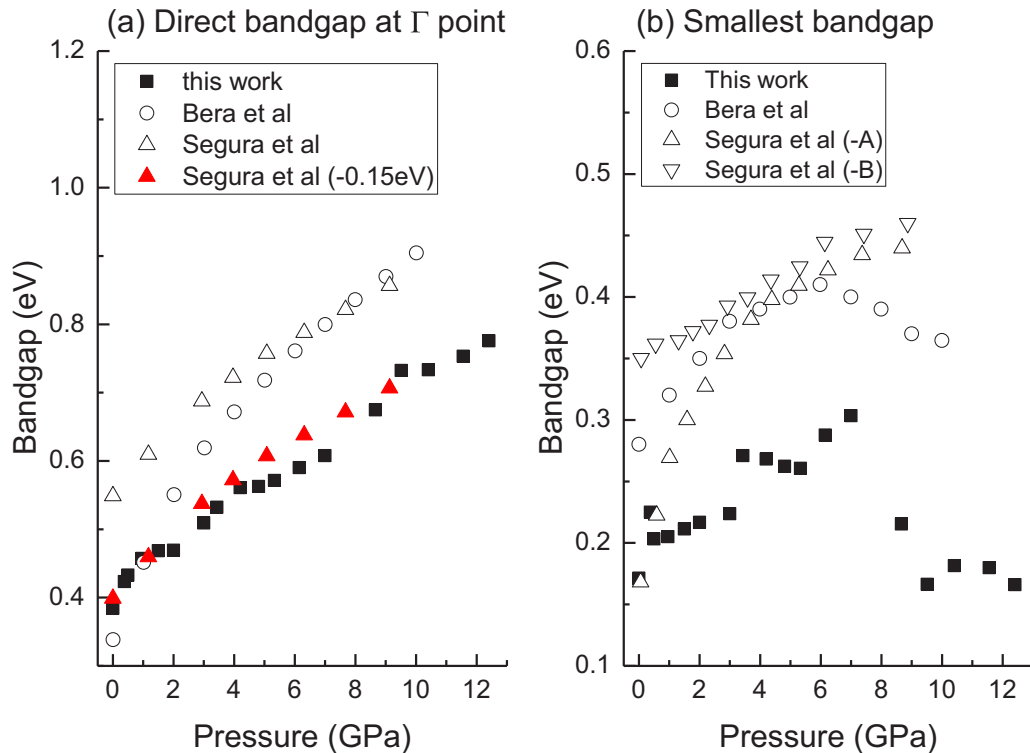 (a) Direct bandgap at Γ point
1.2
1.0
0.8
0.6
0.4
Bandgap (eV)
this work
Bera et al
Segura et al
Segura et al (-0.15eV)
0 2 4 6 8 10 12
Pressure (GPa)
(b) Smallest bandgap
0.6
0.5
0.4
0.3
0.2
0.1
Bandgap (eV)
This work
Bera et al
Segura et al (-A)
Segura et al (-B)
0 2 4 6 8 10 12
Pressure (GPa)